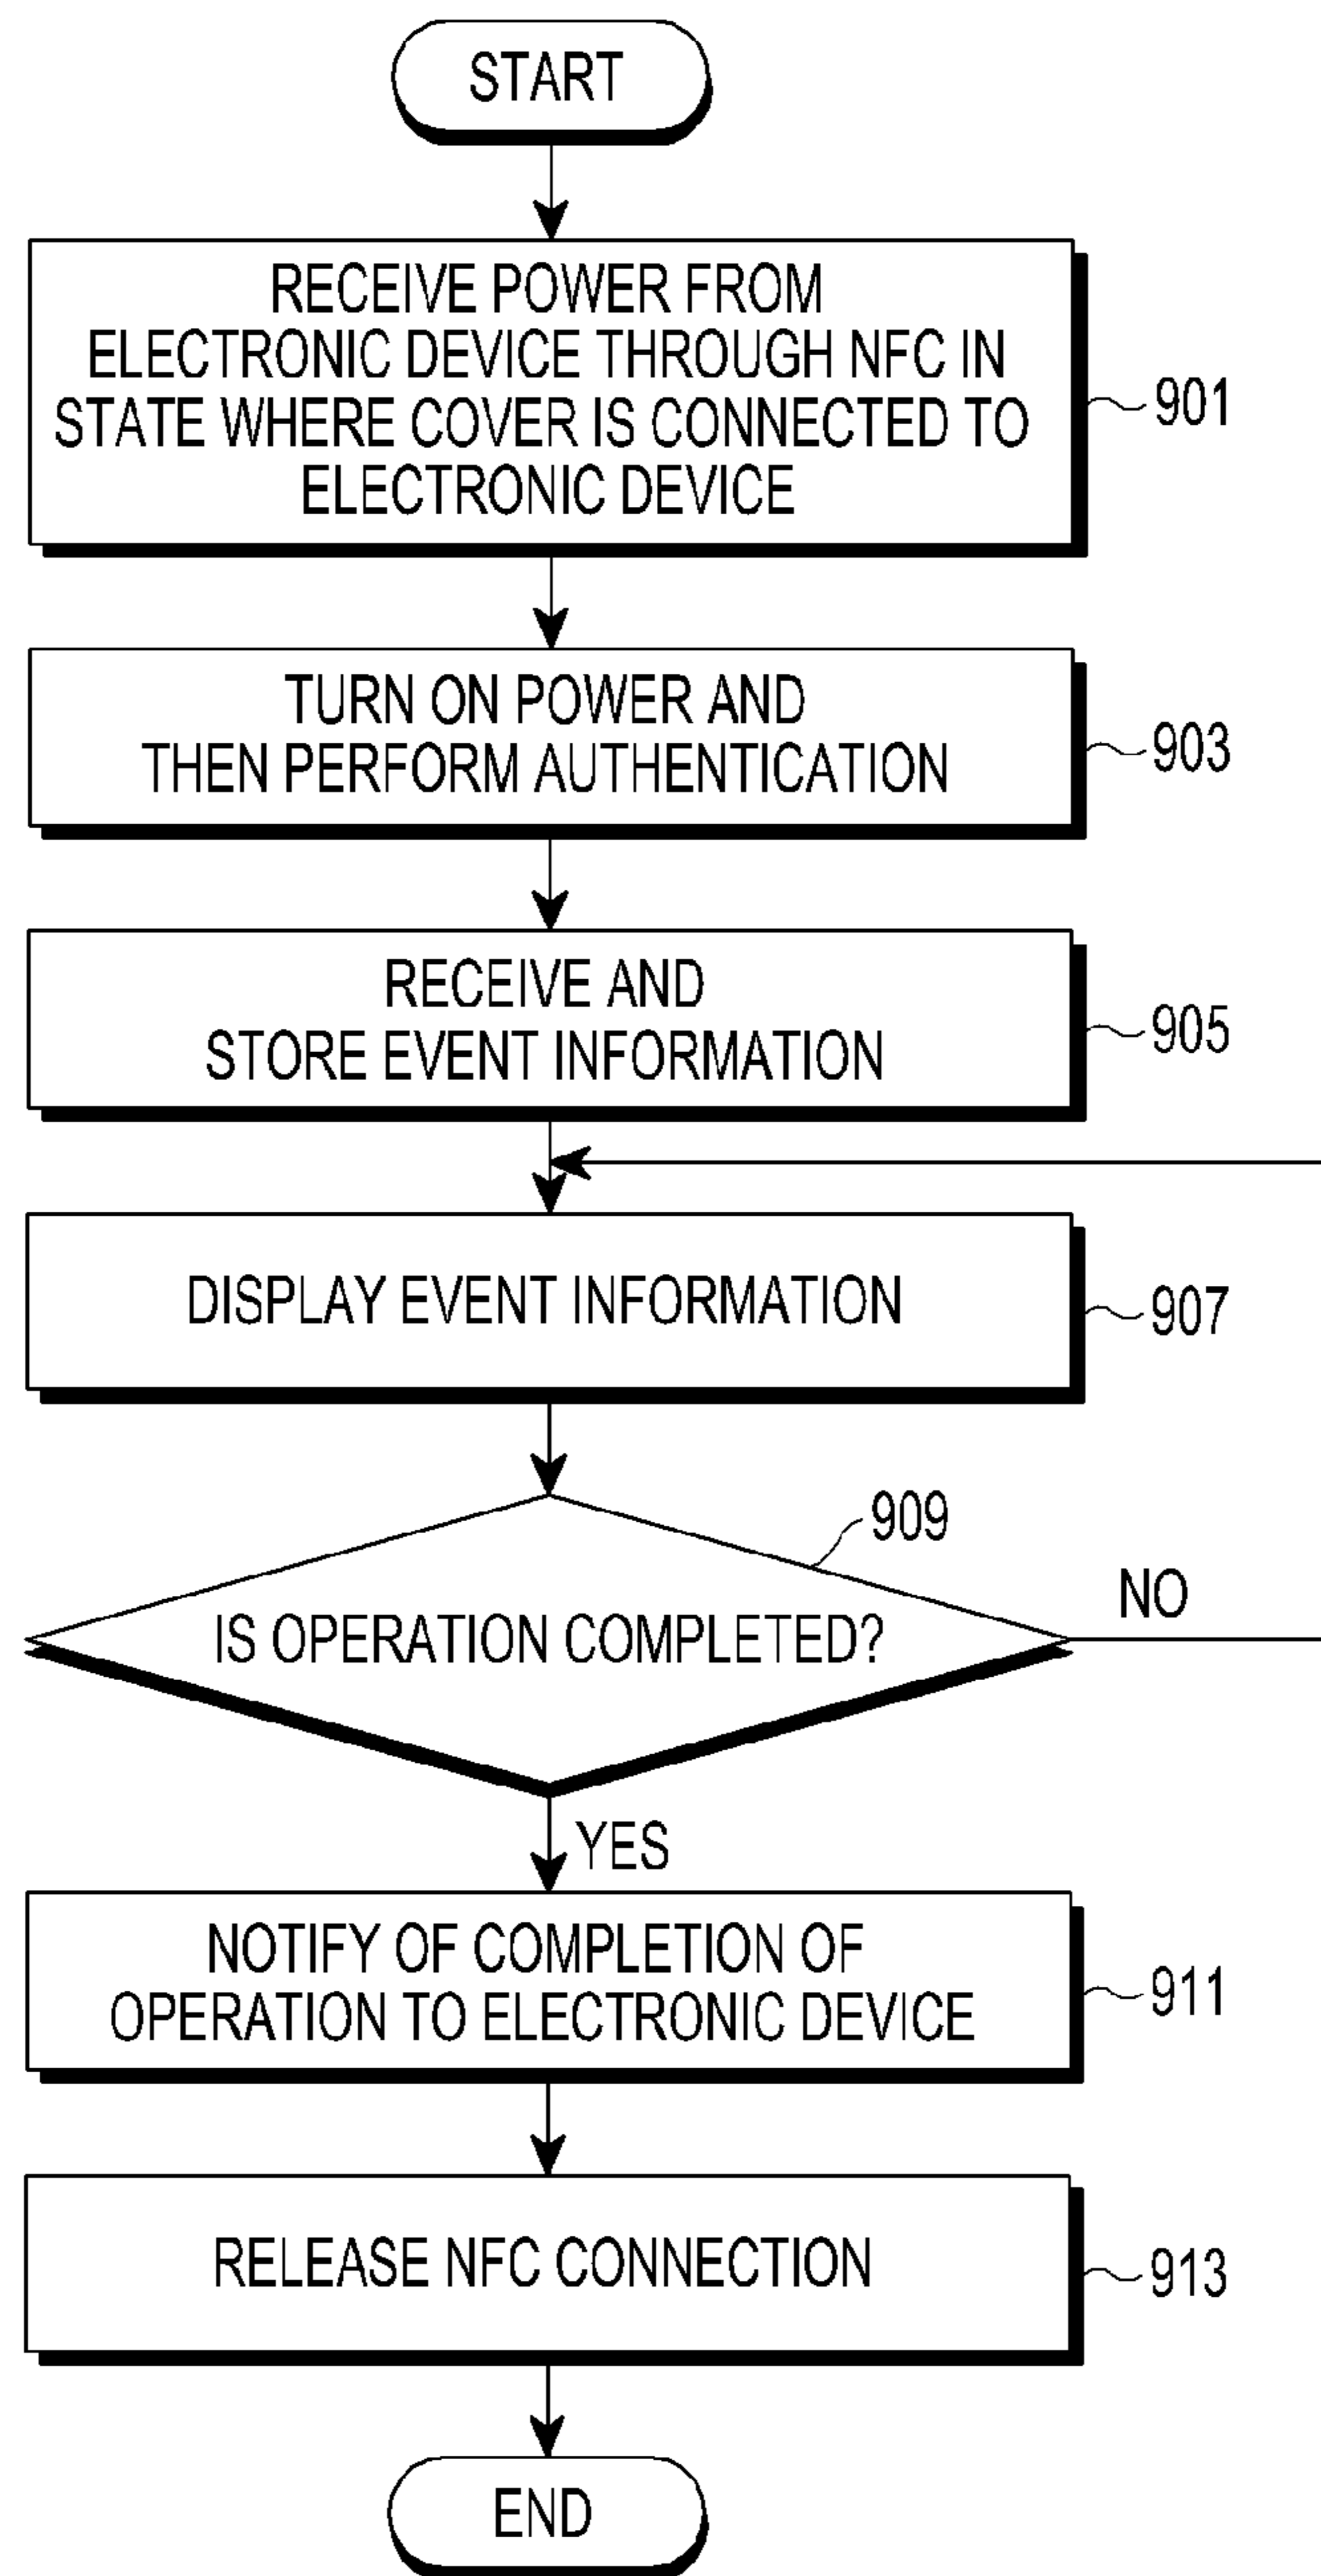 START
RECEIVE POWER FROM
ELECTRONIC DEVICE THROUGH NFC IN
STATE WHERE COVER IS CONNECTED TO
ELECTRONIC DEVICE
901
TURN ON POWER AND
THEN PERFORM AUTHENTICATION
903
RECEIVE AND
STORE EVENT INFORMATION
905
DISPLAY EVENT INFORMATION
907
909
IS OPERATION COMPLETED?
NO
YES
NOTIFY OF COMPLETION OF
OPERATION TO ELECTRONIC DEVICE
911
RELEASE NFC CONNECTION
913
END